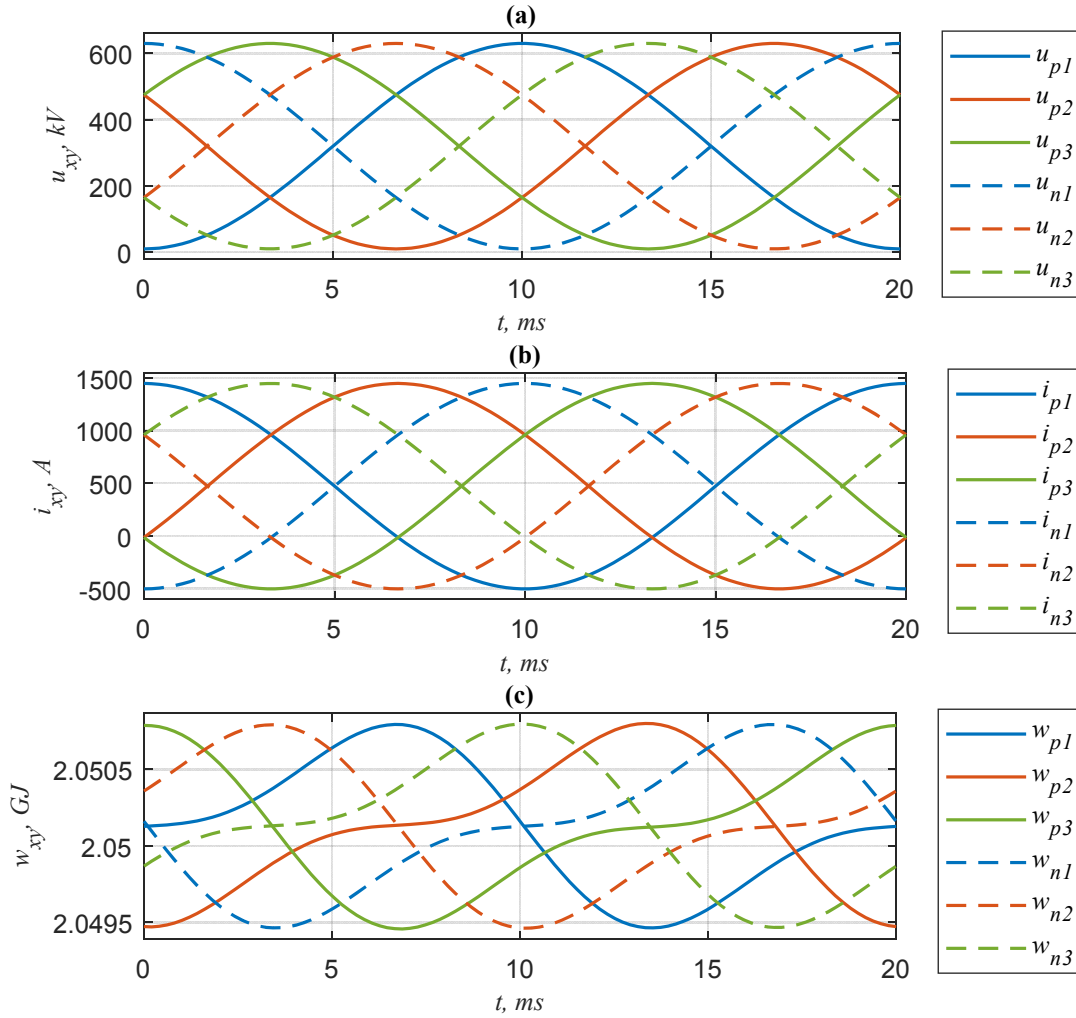 (a)
u_xy, kV
600
400
200
0
0 5 10 15 20
t, ms
u_p1
u_p2
u_p3
u_n1
u_n2
u_n3
(b)
i_xy, A
1500
1000
500
0
-500
0 5 10 15 20
t, ms
i_p1
i_p2
i_p3
i_n1
i_n2
i_n3
(c)
w_xy, GJ
2.0505
2.05
2.0495
0 5 10 15 20
t, ms
w_p1
w_p2
w_p3
w_n1
w_n2
w_n3